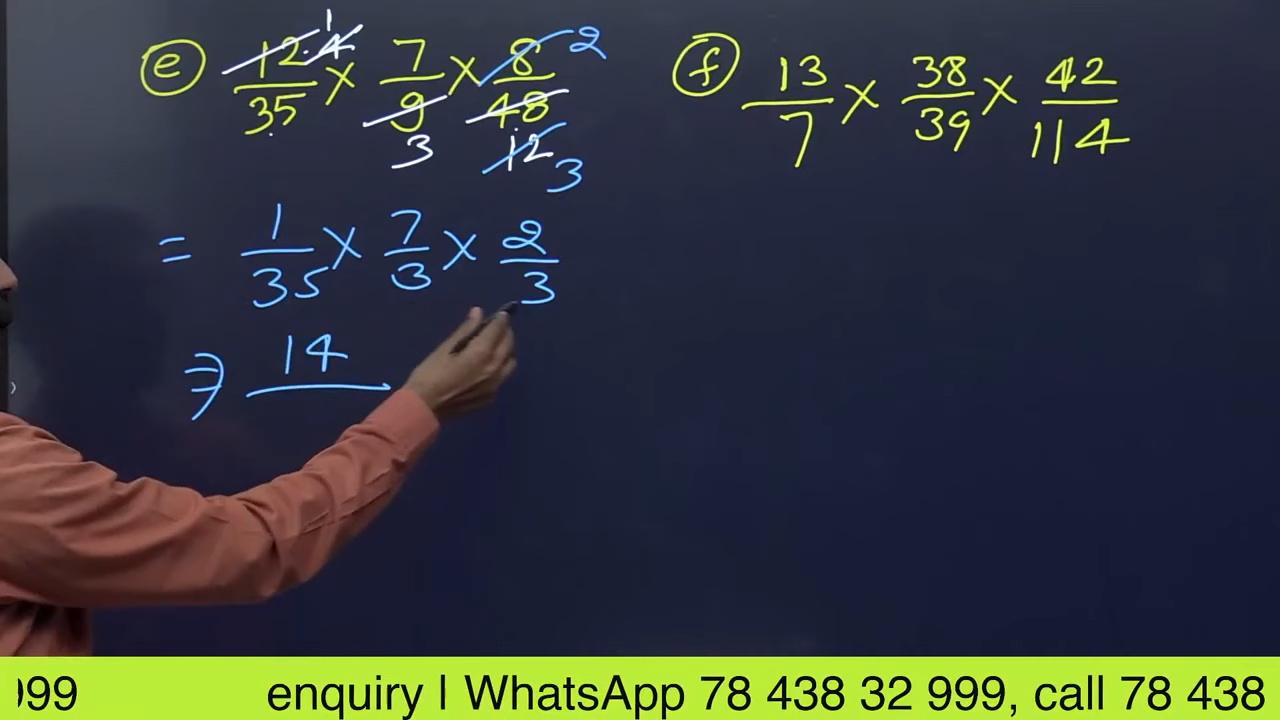 ⓔ 12/35 × 7/9 × 8/48 1 4 3 2 12 3
= 1/35 × 7/3 × 2/3
⇒ 14
ⓕ 13/7 × 38/39 × 42/114
999 enquiry | WhatsApp 78 438 32 999, call 78 438